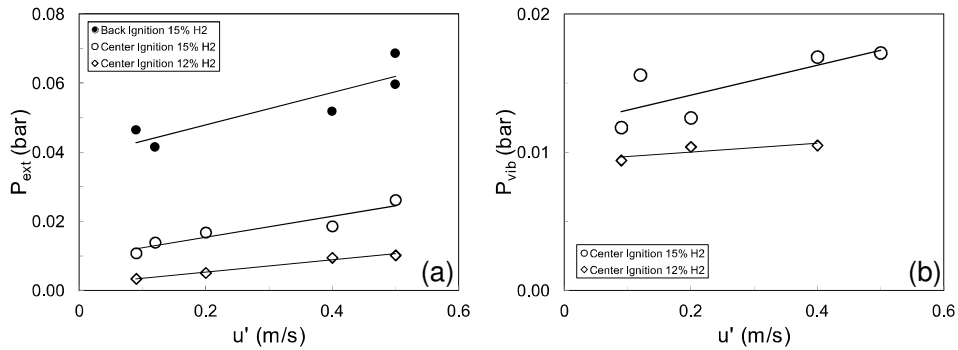 0.08
Back Ignition 15% H2
Center Ignition 15% H2
Center Ignition 12% H2
0.06
0.04
0.02
0.00
P_ext (bar)
0 0.2 0.4 0.6
u' (m/s)
(a)
0.02
0.01
0.00
P_vib (bar)
Center Ignition 15% H2
Center Ignition 12% H2
0 0.2 0.4 0.6
u' (m/s)
(b)